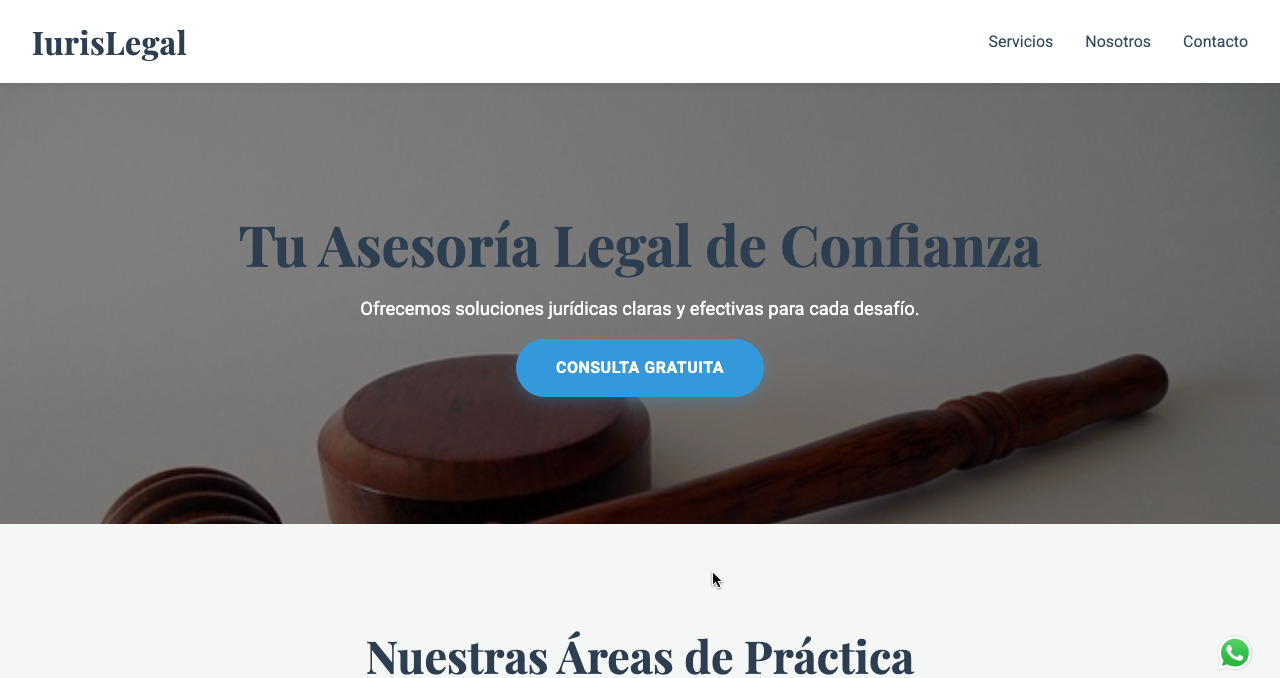 IurisLegal
Servicios Nosotros Contacto
Tu Asesoría Legal de Confianza
Ofrecemos soluciones jurídicas claras y efectivas para cada desafío.
CONSULTA GRATUITA
Nuestras Áreas de Práctica